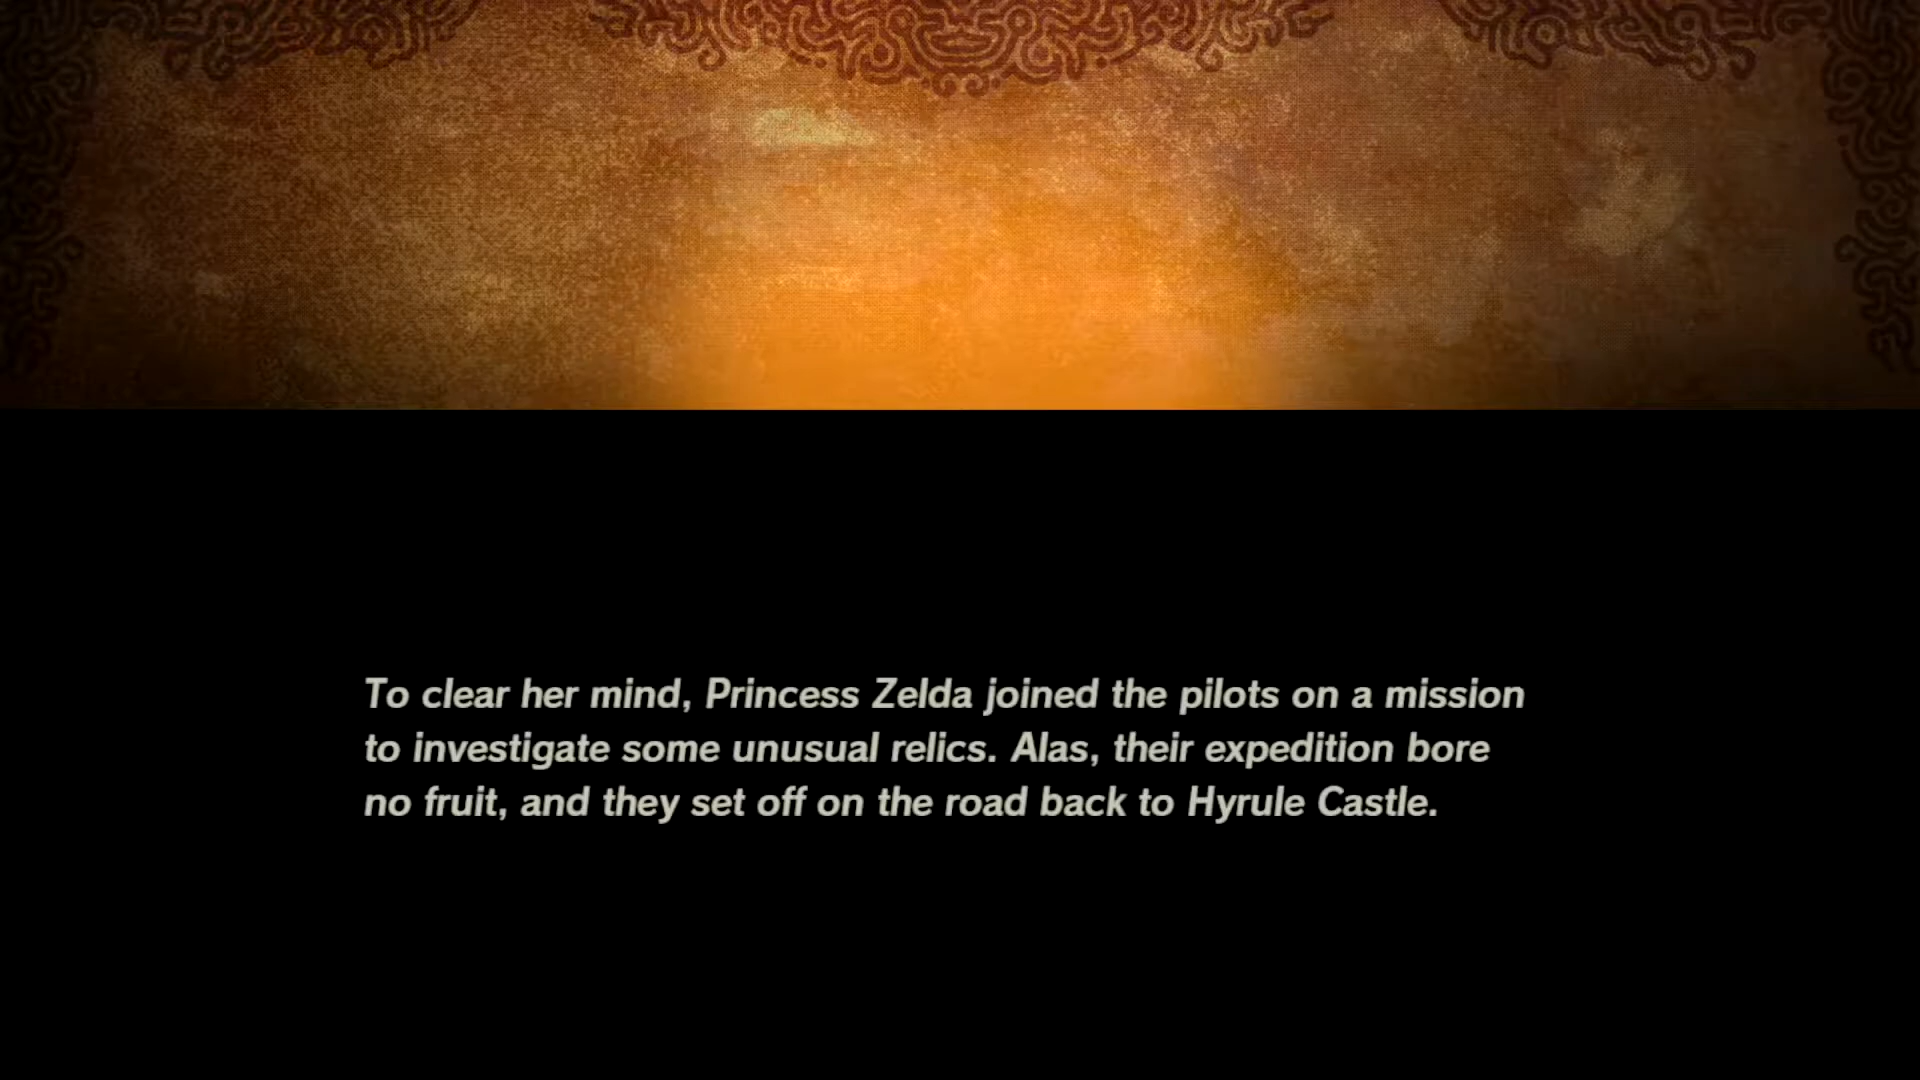 To clear her mind, Princess Zelda joined the pilots on a mission
to investigate some unusual relics. Alas, their expedition bore
no fruit, and they set off on the road back to Hyrule Castle.